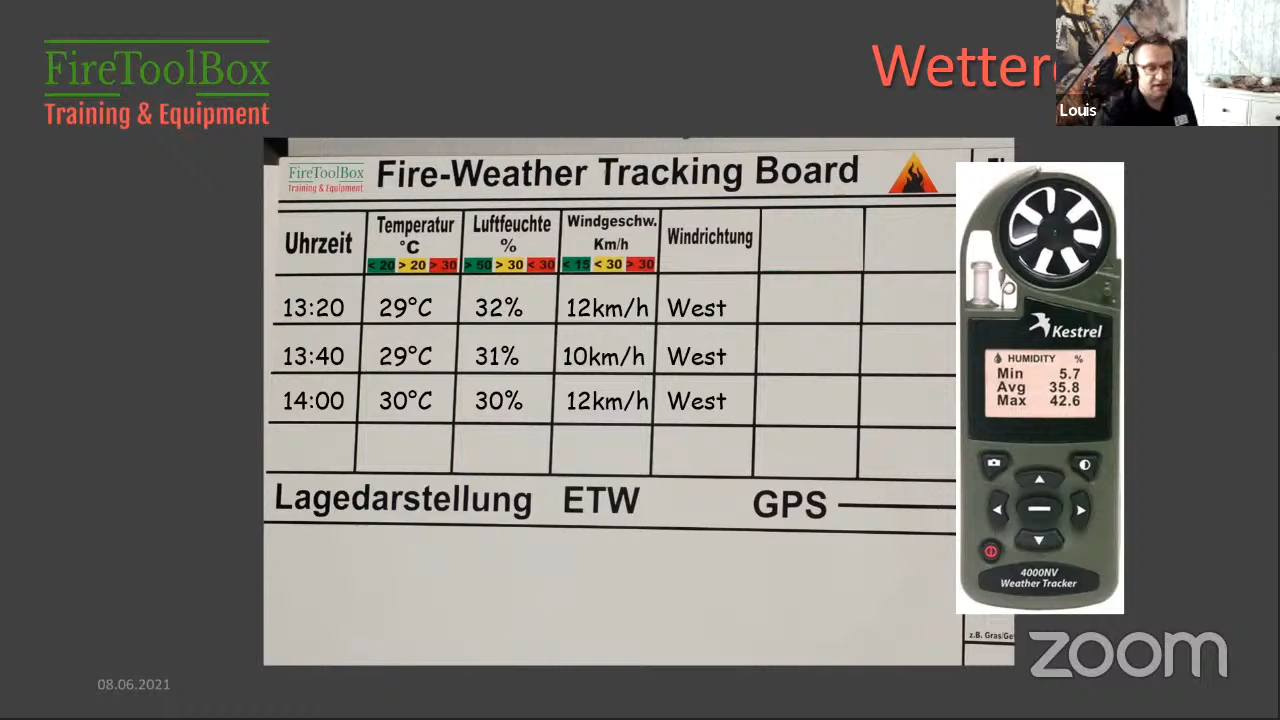 FireToolBox
Training & Equipment
Louis
FireToolBox
Training & Equipment
Fire-Weather Tracking Board
Uhrzeit
Temperatur
°C
< 20 > 20 > 30
Luftfeuchte
%
> 50 > 30 < 30
Windgeschw.
Km/h
< 15 < 30 > 30
Windrichtung
13:20 29°C 32% 12km/h West
13:40 29°C 31% 10km/h West
14:00 30°C 30% 12km/h West
Lagedarstellung ETW GPS
Kestrel
HUMIDITY %
Min 5.7
Avg 35.8
Max 42.6
4000NV
Weather Tracker
z.B.
zoom
08.06.2021